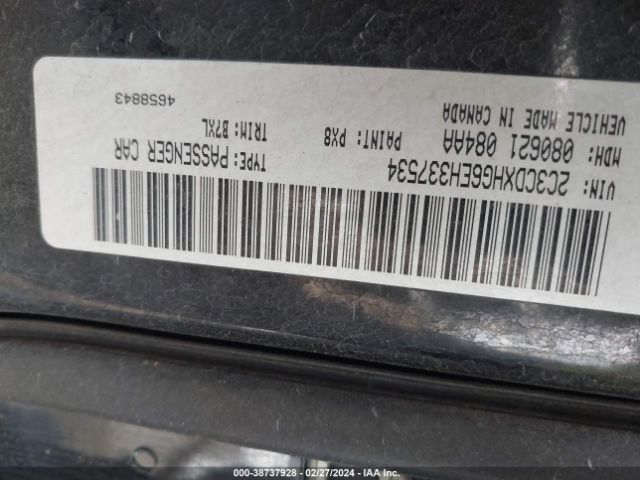 VIN: 2C3CDXHG6EH337534 TYPE: PASSENGER CAR
MDH: 080621 084AA PAINT: PX8 TRIM: B7XL
VEHICLE MADE IN CANADA 4658843
000-38737928 - 02/27/2024 - IAA Inc.